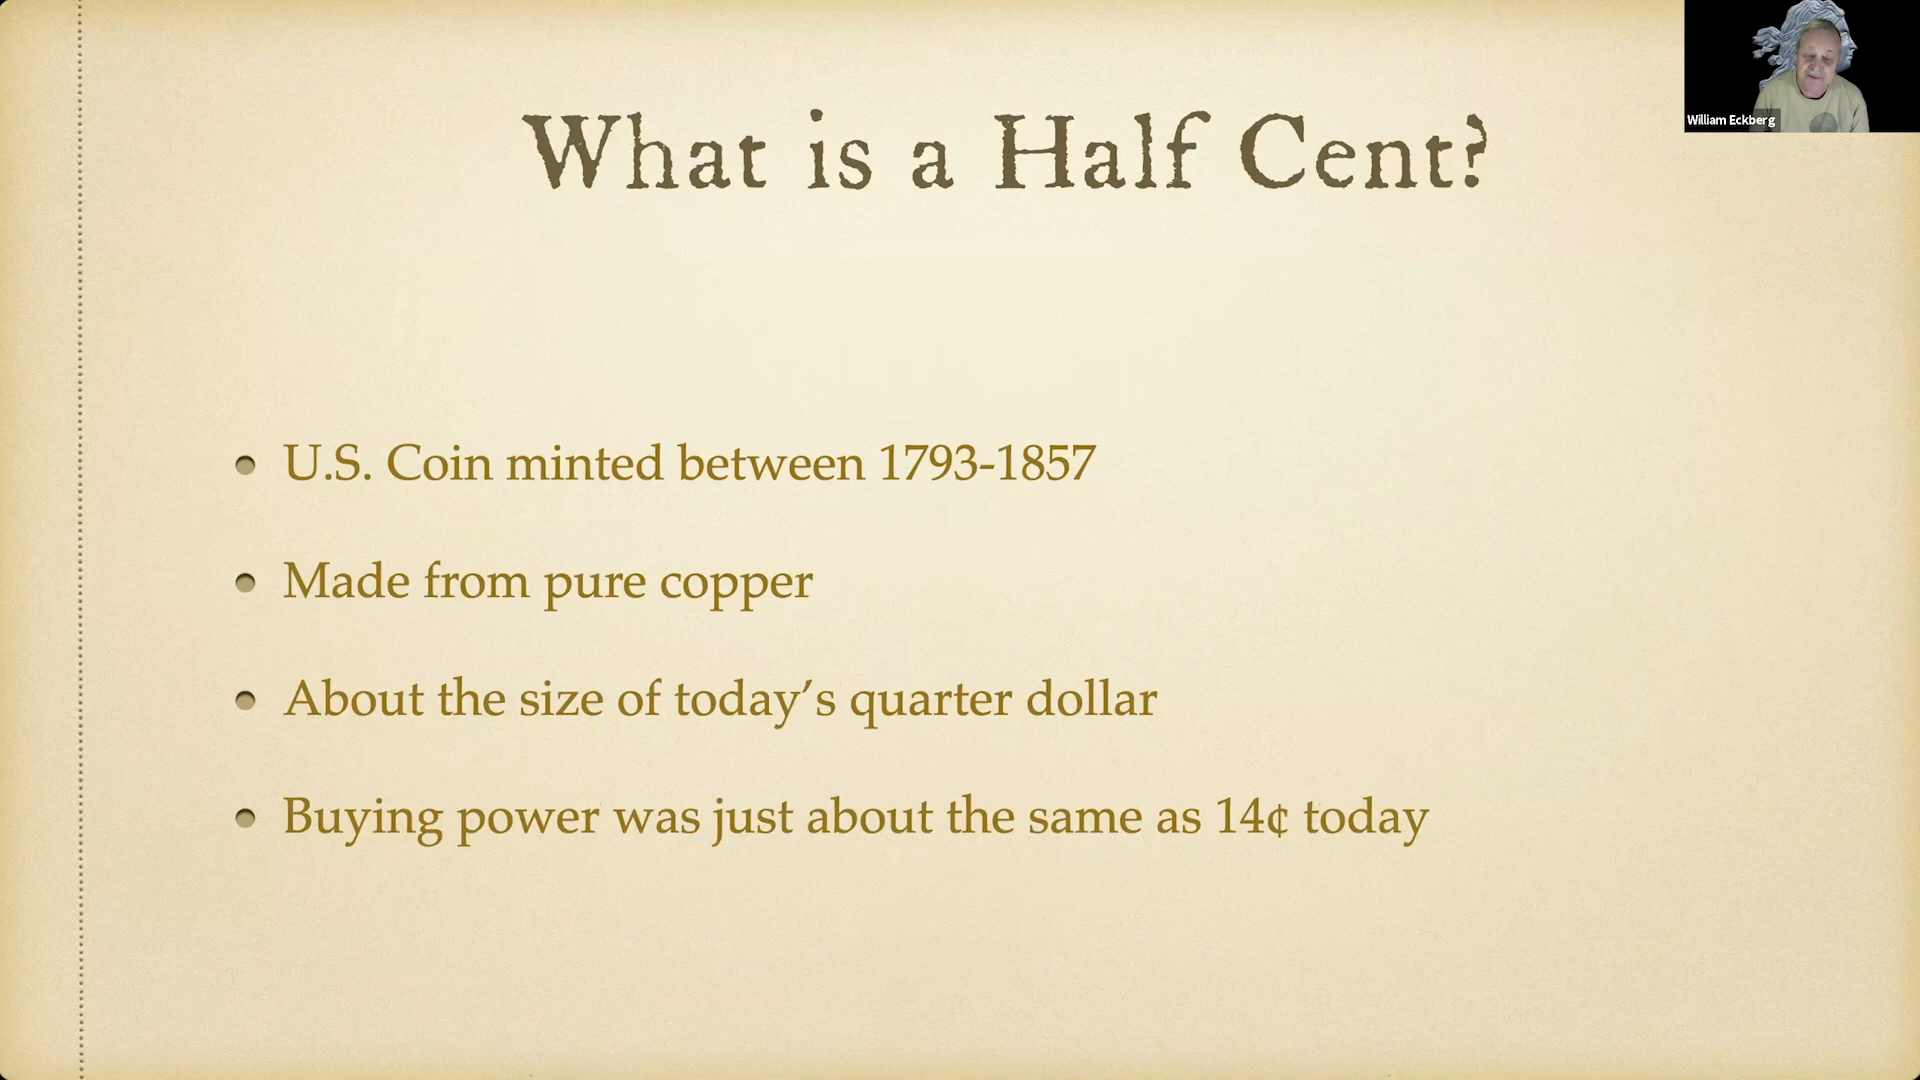 What is a Half Cent?
William Eckberg
• U.S. Coin minted between 1793-1857
• Made from pure copper
• About the size of today’s quarter dollar
• Buying power was just about the same as 14¢ today